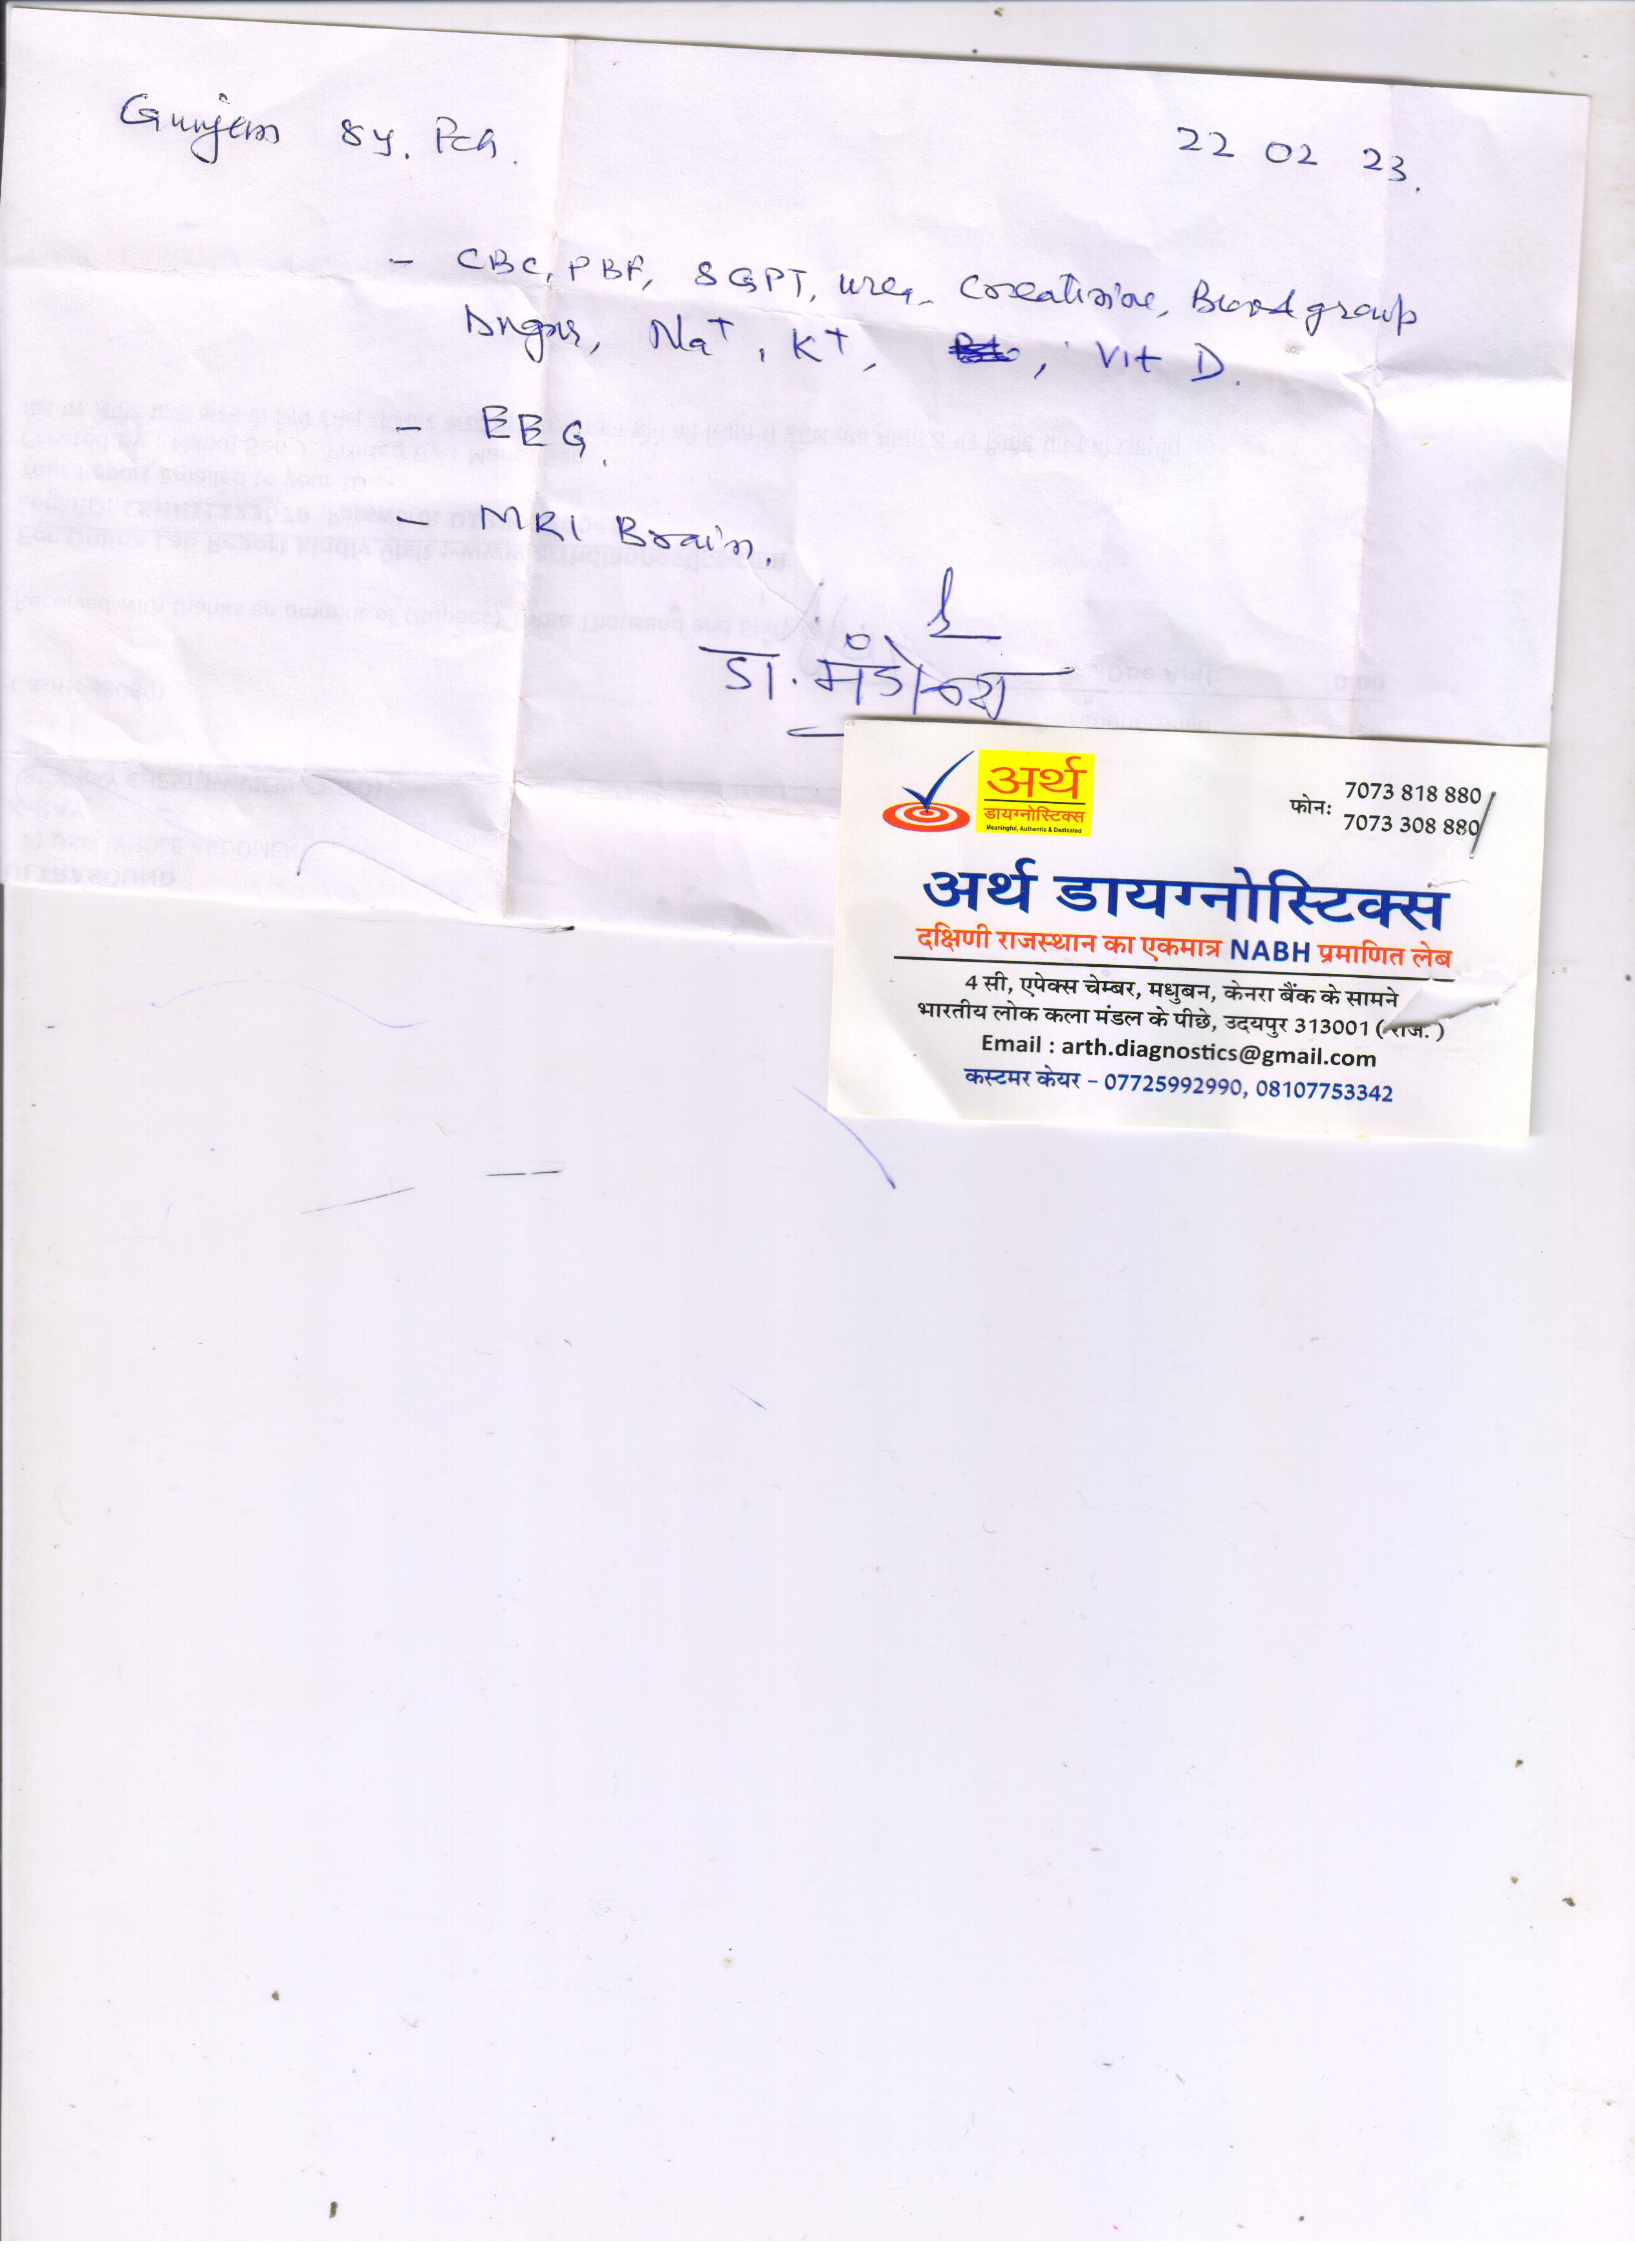 Gunjan 8y. Fch.
22 02 23.
- CBC, PBF, SGPT, urea, Creatinine, Blood group
Sugar, Na⁺, K⁺, , Vit D.
- EEG.
- MRI Brain.
डा.
अर्थ
डायग्नोस्टिक्स
Meaningful, Authentic & Dedicated
फोन: 7073 818 880
7073 308 880
अर्थ डायग्नोस्टिक्स
दक्षिणी राजस्थान का एकमात्र NABH प्रमाणित लेब
4 सी, एपेक्स चेम्बर, मधुबन, केनरा बैंक के सामने
भारतीय लोक कला मंडल के पीछे, उदयपुर 313001 (राज.)
Email : arth.diagnostics@gmail.com
कस्टमर केयर - 07725992990, 08107753342